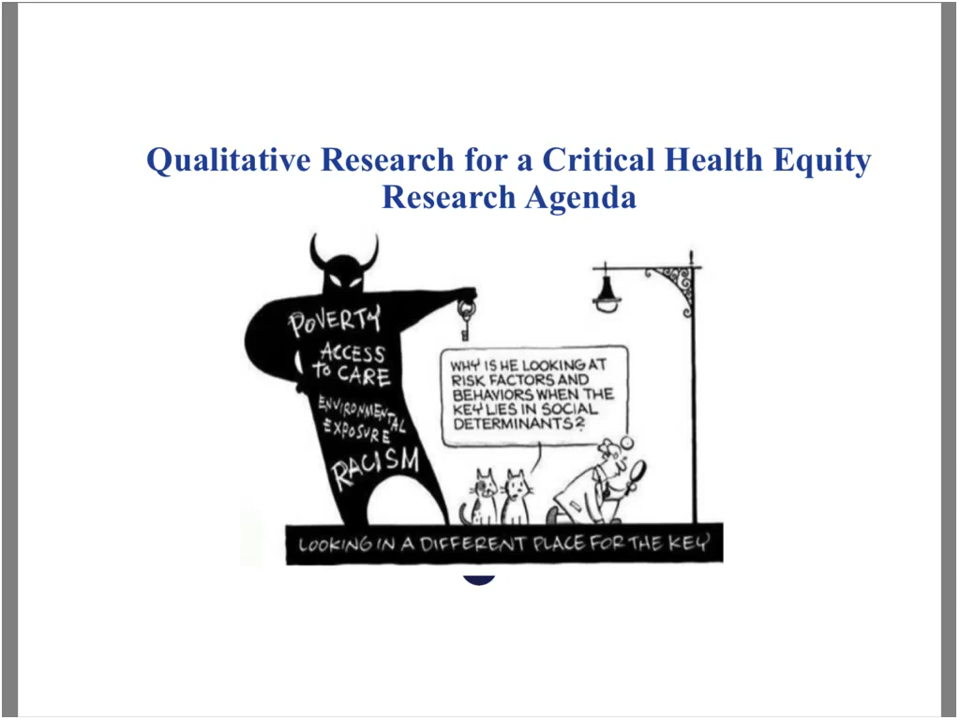 Qualitative Research for a Critical Health Equity
Research Agenda
POVERTY
ACCESS
to CARE
ENVIRONMENTAL
EXPOSURE
RACISM
WHY IS HE LOOKING AT
RISK FACTORS AND
BEHAVIORS WHEN THE
KEY LIES IN SOCIAL
DETERMINANTS?
LOOKING IN A DIFFERENT PLACE FOR THE KEY